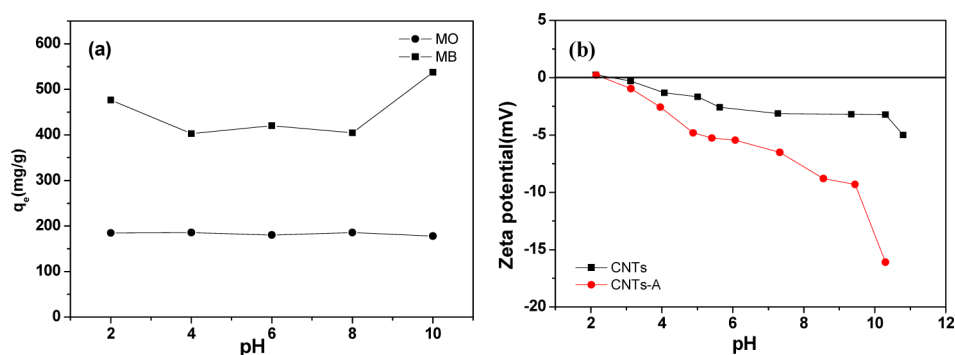 (a)
MO
MB
600
500
400
300
200
100
0
qe(mg/g)
2 4 6 8 10
pH
(b)
5
0
-5
-10
-15
-20
Zeta potential(mV)
CNTs
CNTs-A
0 2 4 6 8 10 12
pH